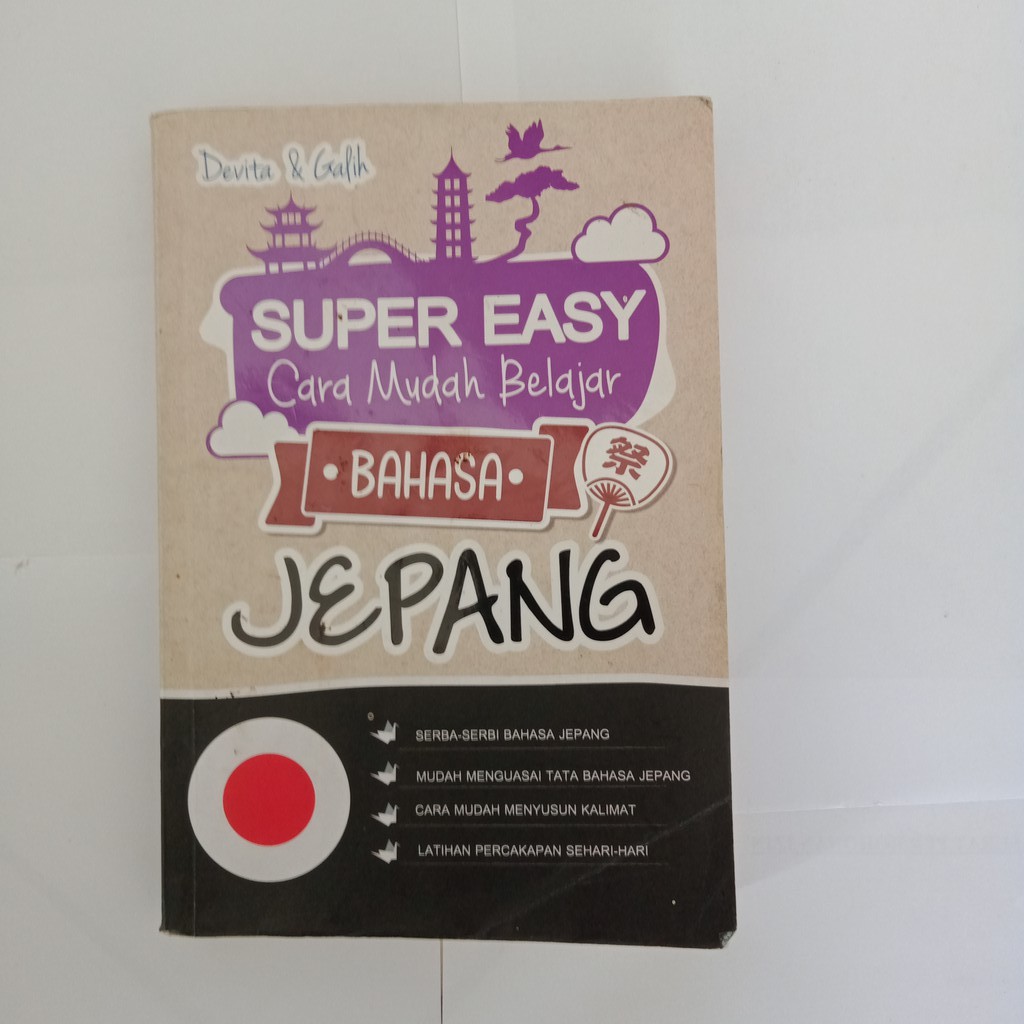 Devita & Galih
SUPER EASY
Cara Mudah Belajar
BAHASA
祭
JEPANG
SERBA-SERBI BAHASA JEPANG
MUDAH MENGUASAI TATA BAHASA JEPANG
CARA MUDAH MENYUSUN KALIMAT
LATIHAN PERCAKAPAN SEHARI-HARI